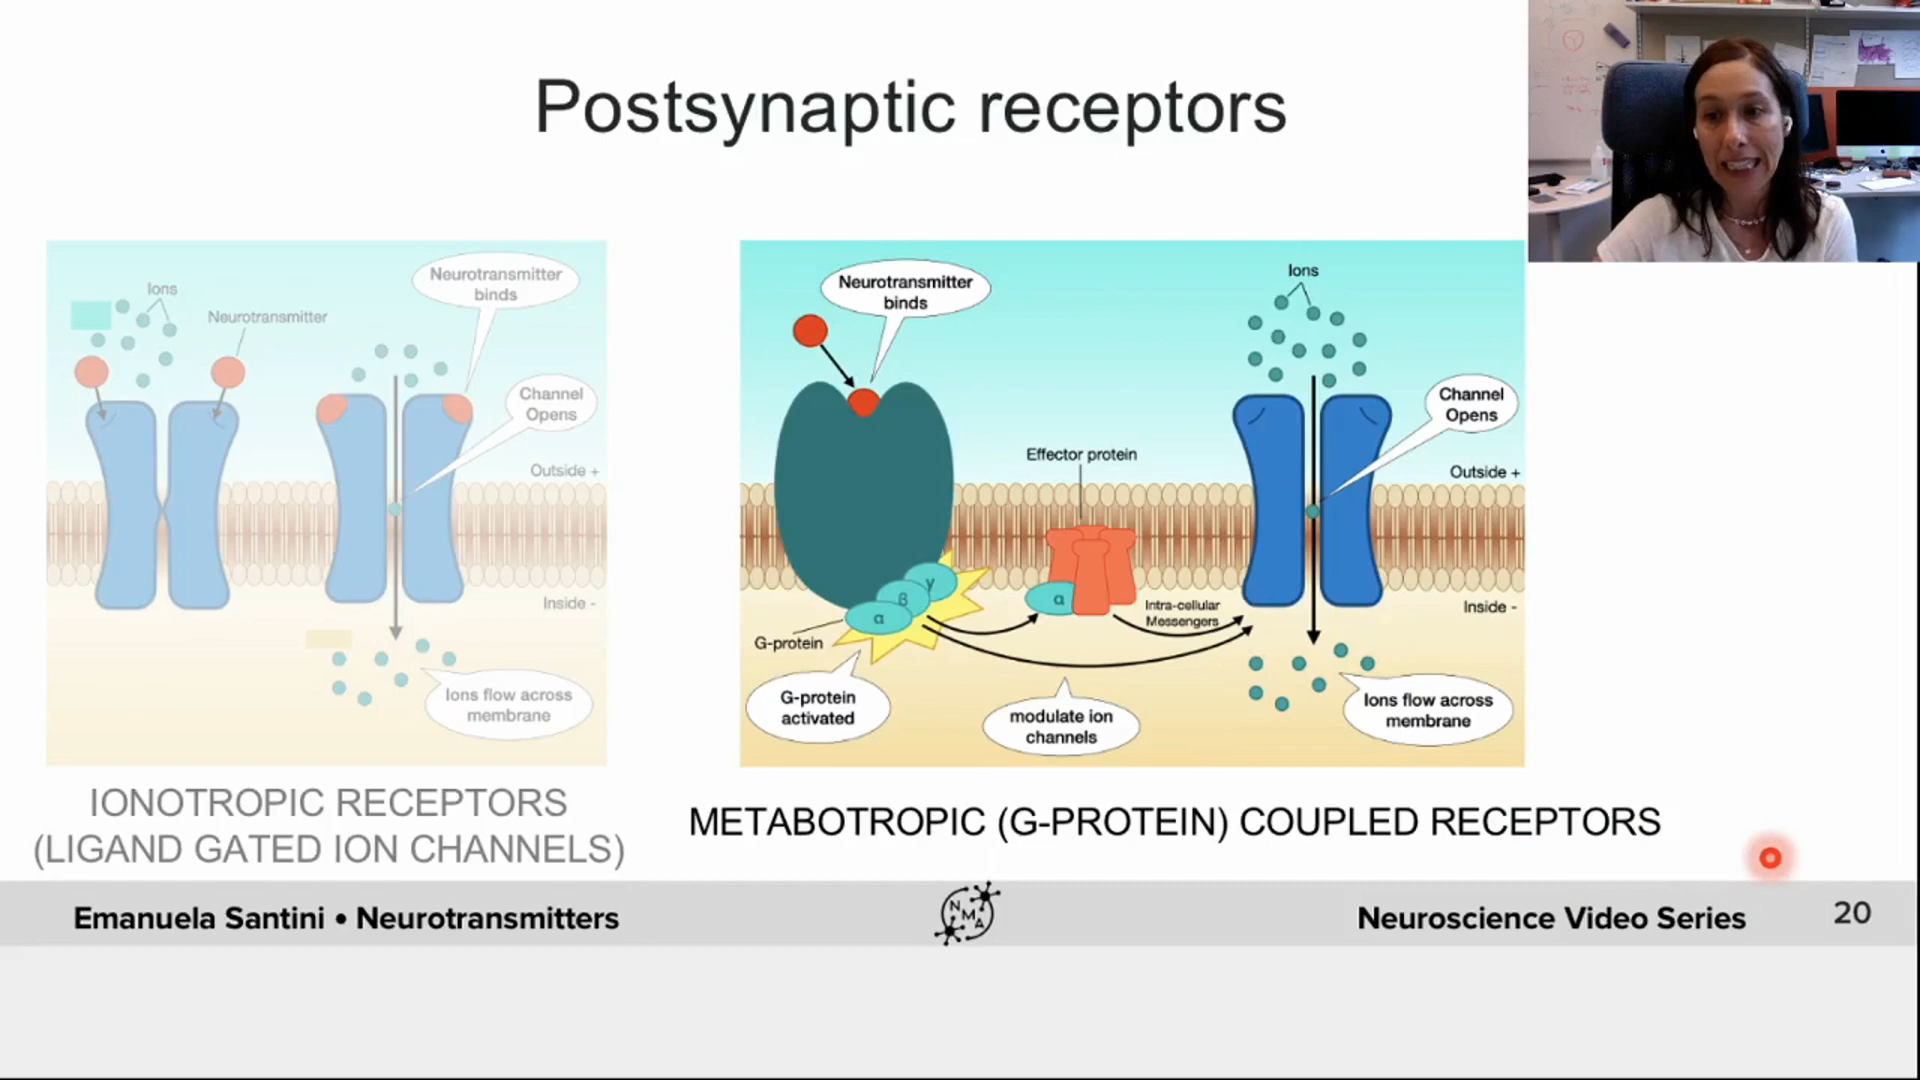 Postsynaptic receptors
Ions
Neurotransmitter
Neurotransmitter
binds
Channel
Opens
Outside +
Inside -
Ions flow across
membrane
IONOTROPIC RECEPTORS
(LIGAND GATED ION CHANNELS)
Neurotransmitter
binds
Ions
Channel
Opens
Effector protein
Outside +
γ
β
α
α
Intra-cellular
Messengers
Inside -
G-protein
G-protein
activated
modulate ion
channels
Ions flow across
membrane
METABOTROPIC (G-PROTEIN) COUPLED RECEPTORS
Emanuela Santini • Neurotransmitters
N
M
A
Neuroscience Video Series
20